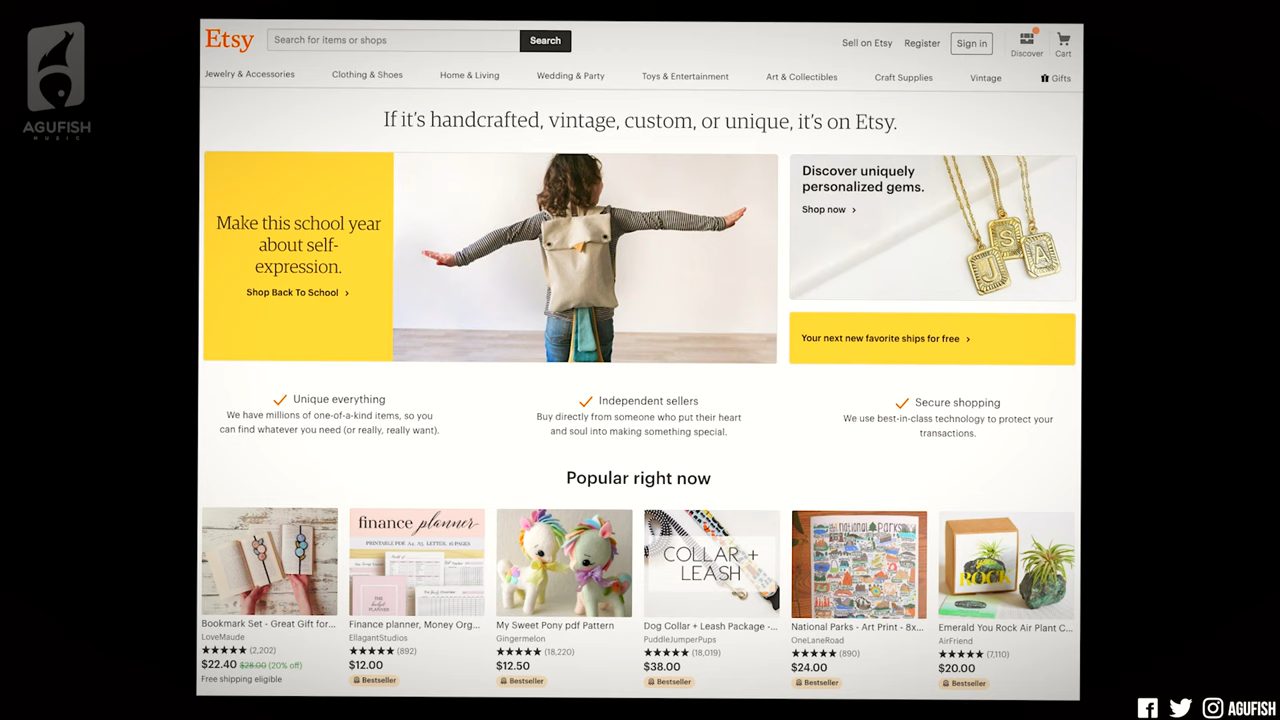 AGUFISH
MUSIC
Etsy
Search for items or shops
Search
Sell on Etsy
Register
Sign in
Discover
Cart
Jewelry & Accessories
Clothing & Shoes
Home & Living
Wedding & Party
Toys & Entertainment
Art & Collectibles
Craft Supplies
Vintage
Gifts
If it's handcrafted, vintage, custom, or unique, it's on Etsy.
Make this school year
about self-
expression.
Shop Back To School >
Discover uniquely
personalized gems.
Shop now >
J
S
A
Your next new favorite ships for free >
Unique everything
We have millions of one-of-a-kind items, so you
can find whatever you need (or really, really want).
Independent sellers
Buy directly from someone who put their heart
and soul into making something special.
Secure shopping
We use best-in-class technology to protect your
transactions.
Popular right now
Bookmark Set - Great Gift for...
LoveMaude
★★★★★ (2,202)
$22.40 $28.00 (20% off)
Free shipping eligible
finance planner
PRINTABLE PDF A4, A5, LETTER, 15 PAGES
Finance planner, Money Org...
EllagantStudios
★★★★★ (892)
$12.00
Bestseller
My Sweet Pony pdf Pattern
Gingermelon
★★★★★ (18,220)
$12.50
Bestseller
COLLAR +
LEASH
Dog Collar + Leash Package -...
PuddleJumperPups
★★★★★ (18,019)
$38.00
Bestseller
national Parks
National Parks - Art Print - 8x...
OneLaneRoad
★★★★★ (890)
$24.00
Bestseller
ROCK
Emerald You Rock Air Plant C...
AirFriend
★★★★★ (7,110)
$20.00
Bestseller
AGUFISH